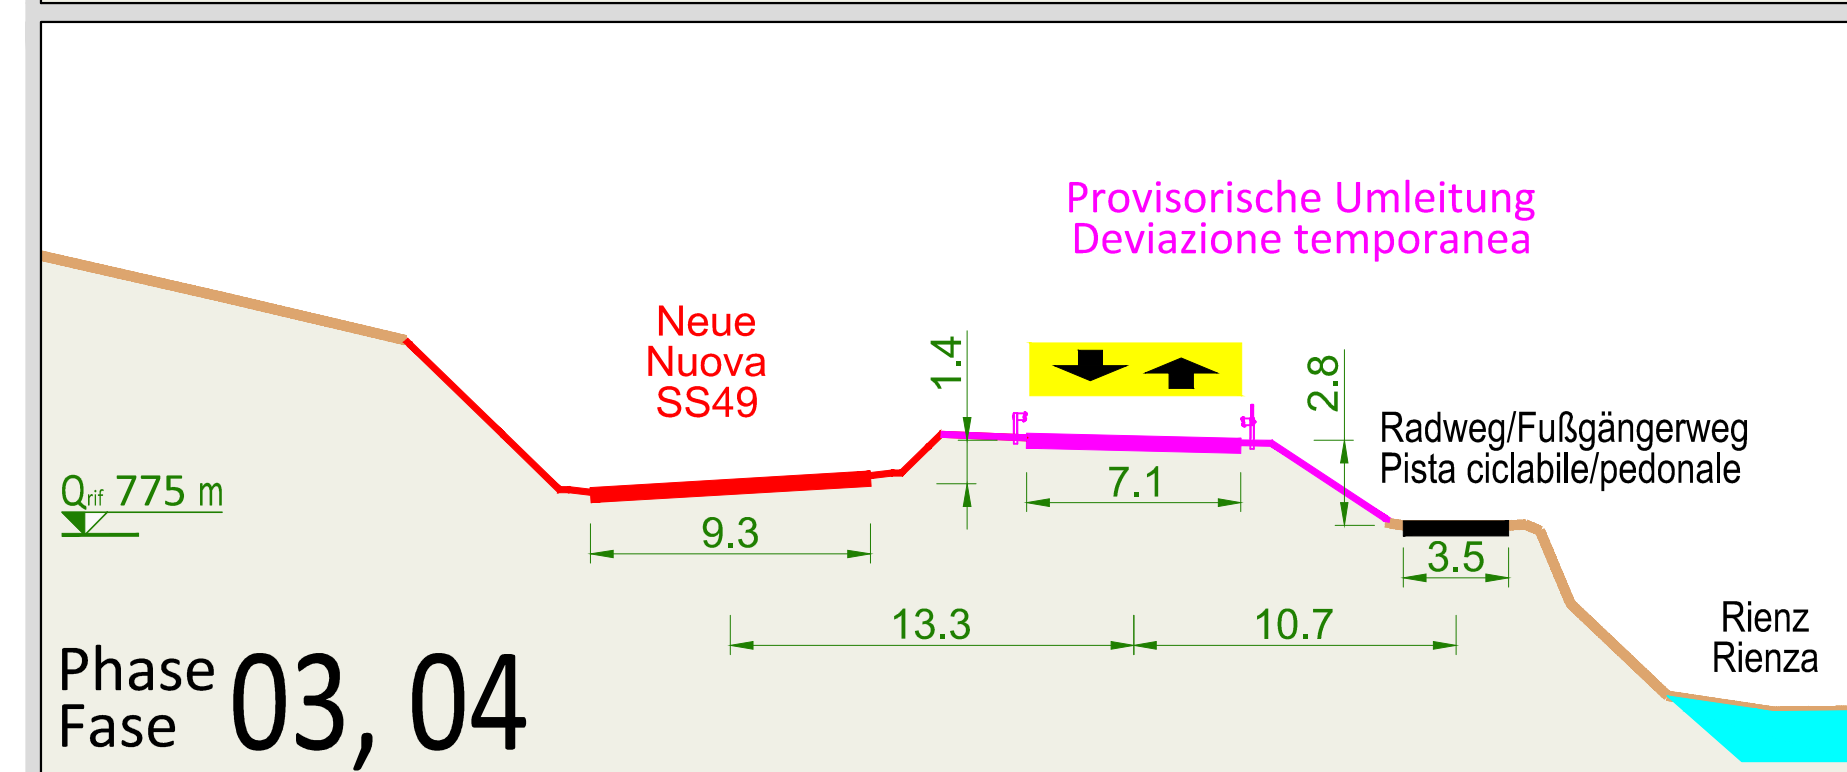 Provisorische Umleitung
Deviazione temporanea
Neue
Nuova
SS49
1.4
2.8
Radweg/Fußgängerweg
Pista ciclabile/pedonale
Qrif 775 m
7.1
9.3
3.5
13.3
10.7
Rienz
Rienza
Phase
Fase
03, 04